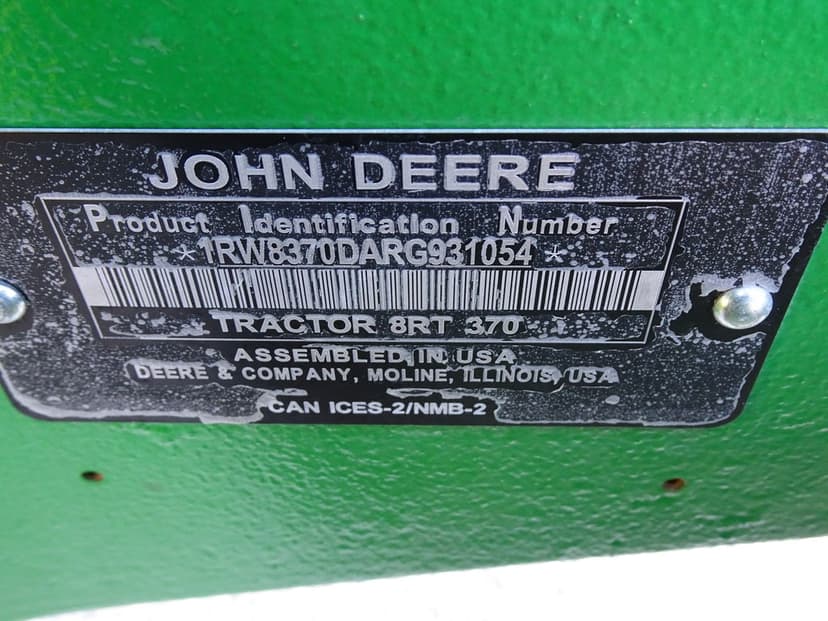 JOHN DEERE
Product Identification Number
*1RW8370DARG931054*
TRACTOR 8RT 370
ASSEMBLED IN USA
DEERE & COMPANY, MOLINE, ILLINOIS, USA
CAN ICES-2/NMB-2